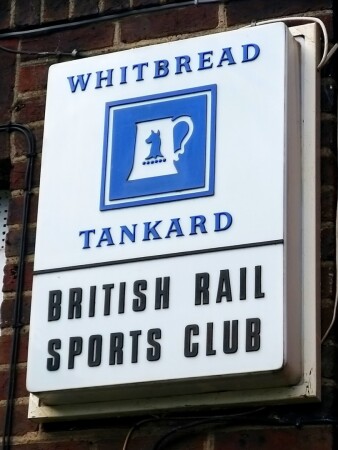 WHITBREAD
TANKARD
BRITISH RAIL
SPORTS CLUB